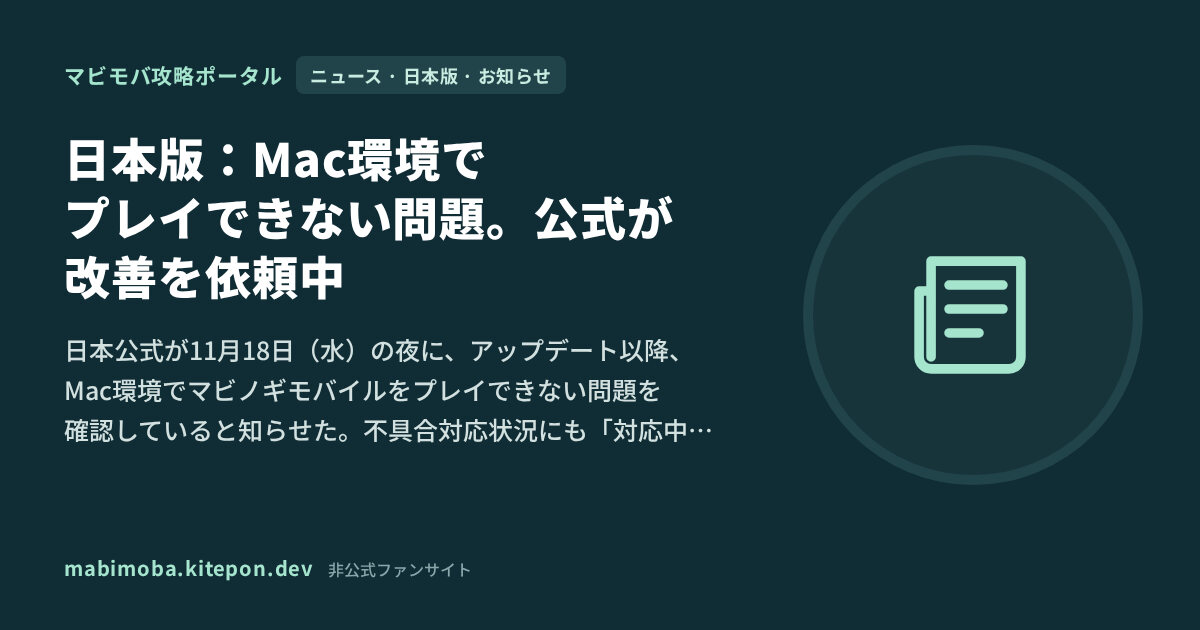 マビモバ攻略ポータル
ニュース・日本版・お知らせ
日本版：Mac環境で
プレイできない問題。公式が
改善を依頼中
日本公式が11月18日（水）の夜に、アップデート以降、
Mac環境でマビノギモバイルをプレイできない問題を
確認していると知らせた。不具合対応状況にも「対応中…
mabimoba.kitepon.dev
非公式ファンサイト